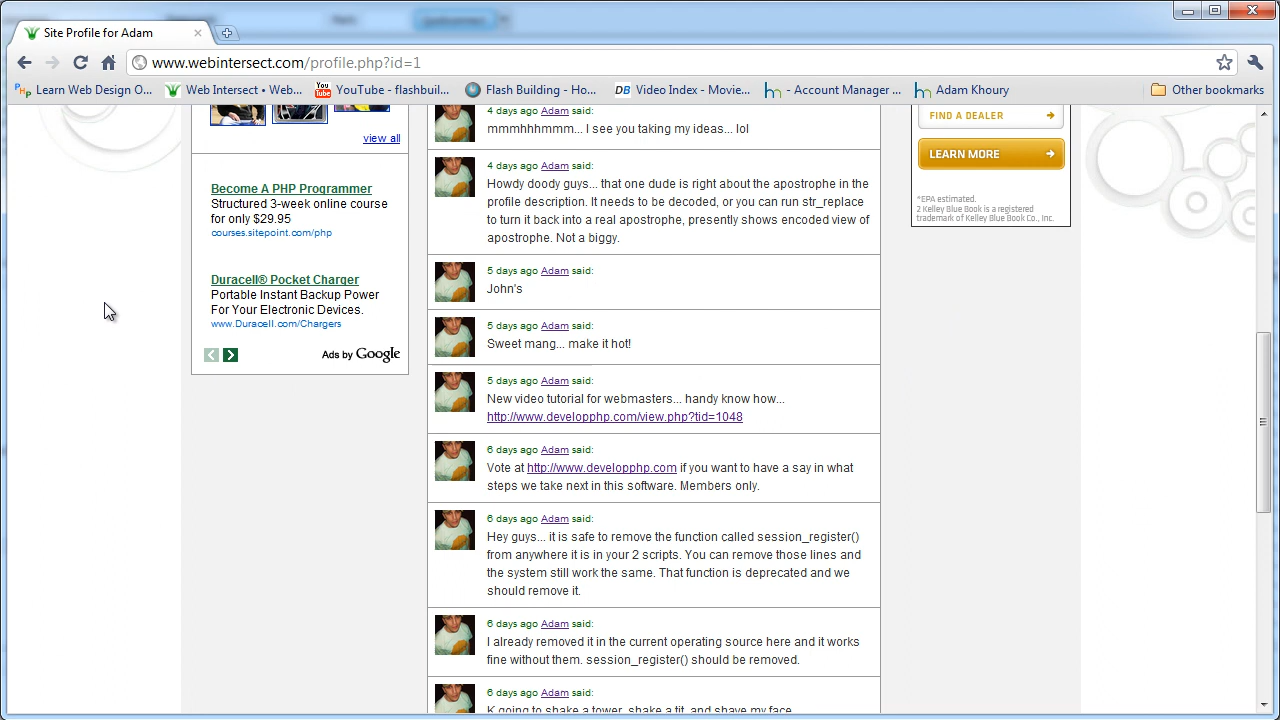 Site Profile for Adam
www.webintersect.com/profile.php?id=1
Learn Web Design O...
Web Intersect • Web...
YouTube - flashbuil...
Flash Building - Ho...
Video Index - Move...
- Account Manager ...
Adam Khoury
Other bookmarks
view all
Become A PHP Programmer
Structured 3-week online course
for only $29.95
courses.sitepoint.com/php
Duracell® Pocket Charger
Portable Instant Backup Power
For Your Electronic Devices.
www.Duracell.com/Chargers
Ads by Google
4 days ago Adam said:
mmmhhmmm... I see you taking my ideas... lol
4 days ago Adam said:
Howdy doody guys... that one dude is right about the apostrophe in the
profile description. It needs to be decoded, or you can run str_replace
to turn it back into a real apostrophy, presently shows encoded view of
apostrophe. Not a biggy.
5 days ago Adam said:
John's
5 days ago Adam said:
Sweet mang... make it hot!
5 days ago Adam said:
New video tutorial for webmasters... handy know how...
http://www.developphp.com/view.php?tid=1048
6 days ago Adam said:
Vote at http://www.developphp.com if you want to have a say in what
steps we take next in this software. Members only.
6 days ago Adam said:
Hey guys... it is safe to remove the function called session_register()
from anywhere it is in your 2 scripts. You can remove those lines and
the system still work the same. That function is deprecated and we
should remove it.
6 days ago Adam said:
I already removed it in the current operating source here and it works
fine without them. session_register() should be removed.
6 days ago Adam said:
K going to shake a tower, shake a tit, and shave my face
FIND A DEALER
LEARN MORE
*EPA estimated.
2 Kelley Blue Book is a registered
trademark of Kelley Blue Book Co., Inc.